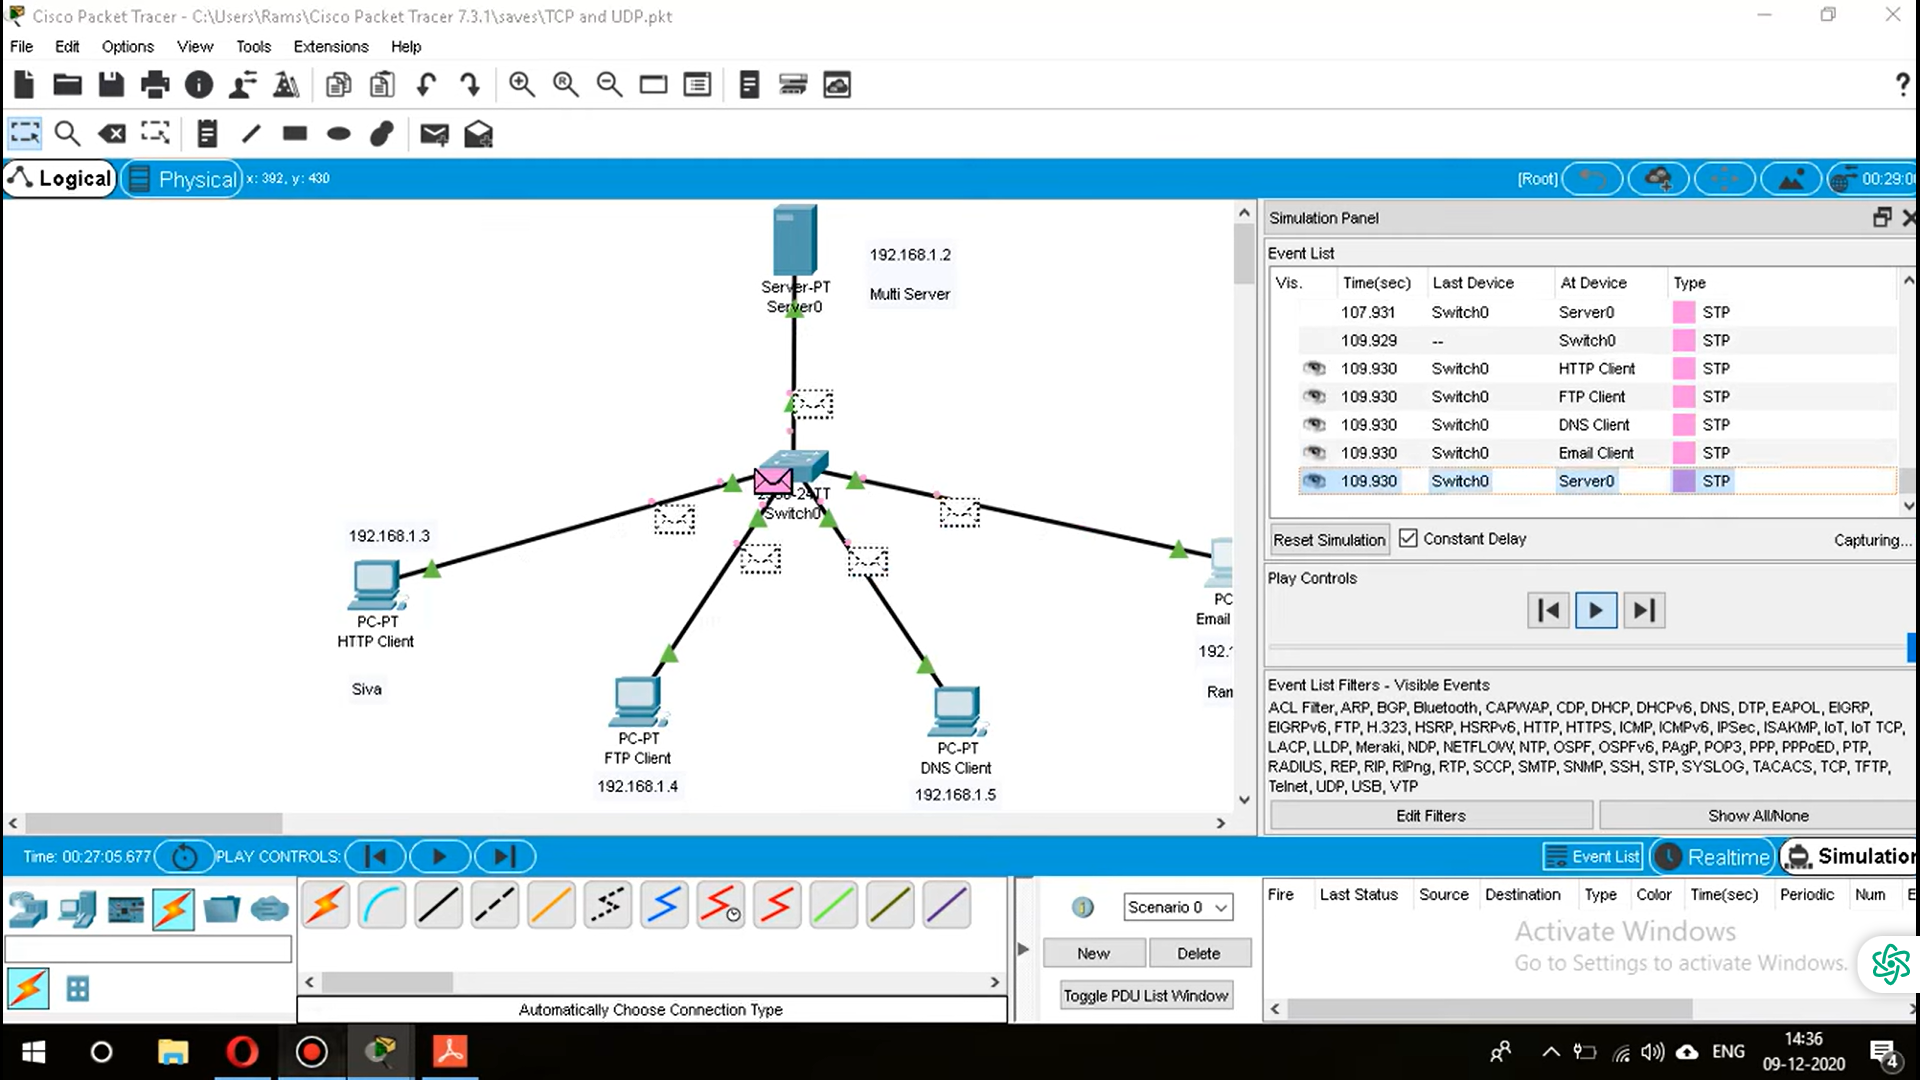 Cisco Packet Tracer - C:\Users\Rams\Cisco Packet Tracer 7.3.1\saves\TCP and UDP.pkt
File Edit Options View Tools Extensions Help
Logical Physical x: 392, y: 430 [Root] 00:29:0
Server-PT
Server0
192.168.1.2
Multi Server
24TT
Switch0
192.168.1.3
PC-PT
HTTP Client
Siva
PC-PT
FTP Client
192.168.1.4
PC-PT
DNS Client
192.168.1.5
PC
Email
192.1
Ran
Simulation Panel
Event List
Vis. Time(sec) Last Device At Device Type
107.931 Switch0 Server0 STP
109.929 -- Switch0 STP
109.930 Switch0 HTTP Client STP
109.930 Switch0 FTP Client STP
109.930 Switch0 DNS Client STP
109.930 Switch0 Email Client STP
109.930 Switch0 Server0 STP
Reset Simulation Constant Delay Capturing...
Play Controls
Event List Filters - Visible Events
ACL Filter, ARP, BGP, Bluetooth, CAPWAP, CDP, DHCP, DHCPv6, DNS, DTP, EAPOL, EIGRP,
EIGRPv6, FTP, H.323, HSRP, HSRPv6, HTTP, HTTPS, ICMP, ICMPv6, IPSec, ISAKMP, IoT, IoT TCP,
LACP, LLDP, Meraki, NDP, NETFLOW, NTP, OSPF, OSPFv6, PAgP, POP3, PPP, PPPoED, PTP,
RADIUS, REP, RIP, RIPng, RTP, SCCP, SMTP, SNMP, SSH, STP, SYSLOG, TACACS, TCP, TFTP,
Telnet, UDP, USB, VTP
Edit Filters Show All/None
Time: 00:27:05.677 PLAY CONTROLS: Event List Realtime Simulation
Scenario 0
New Delete
Toggle PDU List Window
Automatically Choose Connection Type
Fire Last Status Source Destination Type Color Time(sec) Periodic Num E
Activate Windows
Go to Settings to activate Windows.
ENG
14:36
09-12-2020
4